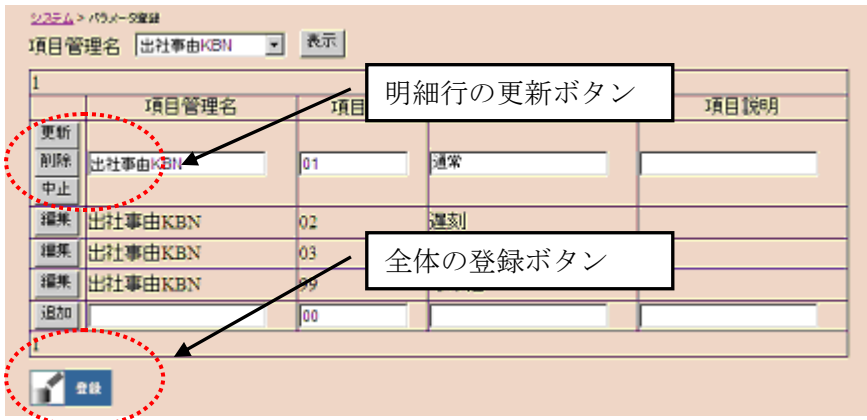 システム > パラメータ登録
項目管理名 出社事由KBN 表示
1
項目管理名 項目 項目説明
明細行の更新ボタン
更新
削除 出社事由KBN 01 通常
中止
編集 出社事由KBN 02 遅刻
編集 出社事由KBN 03
全体の登録ボタン
編集 出社事由KBN 99
追加 00
1
登録